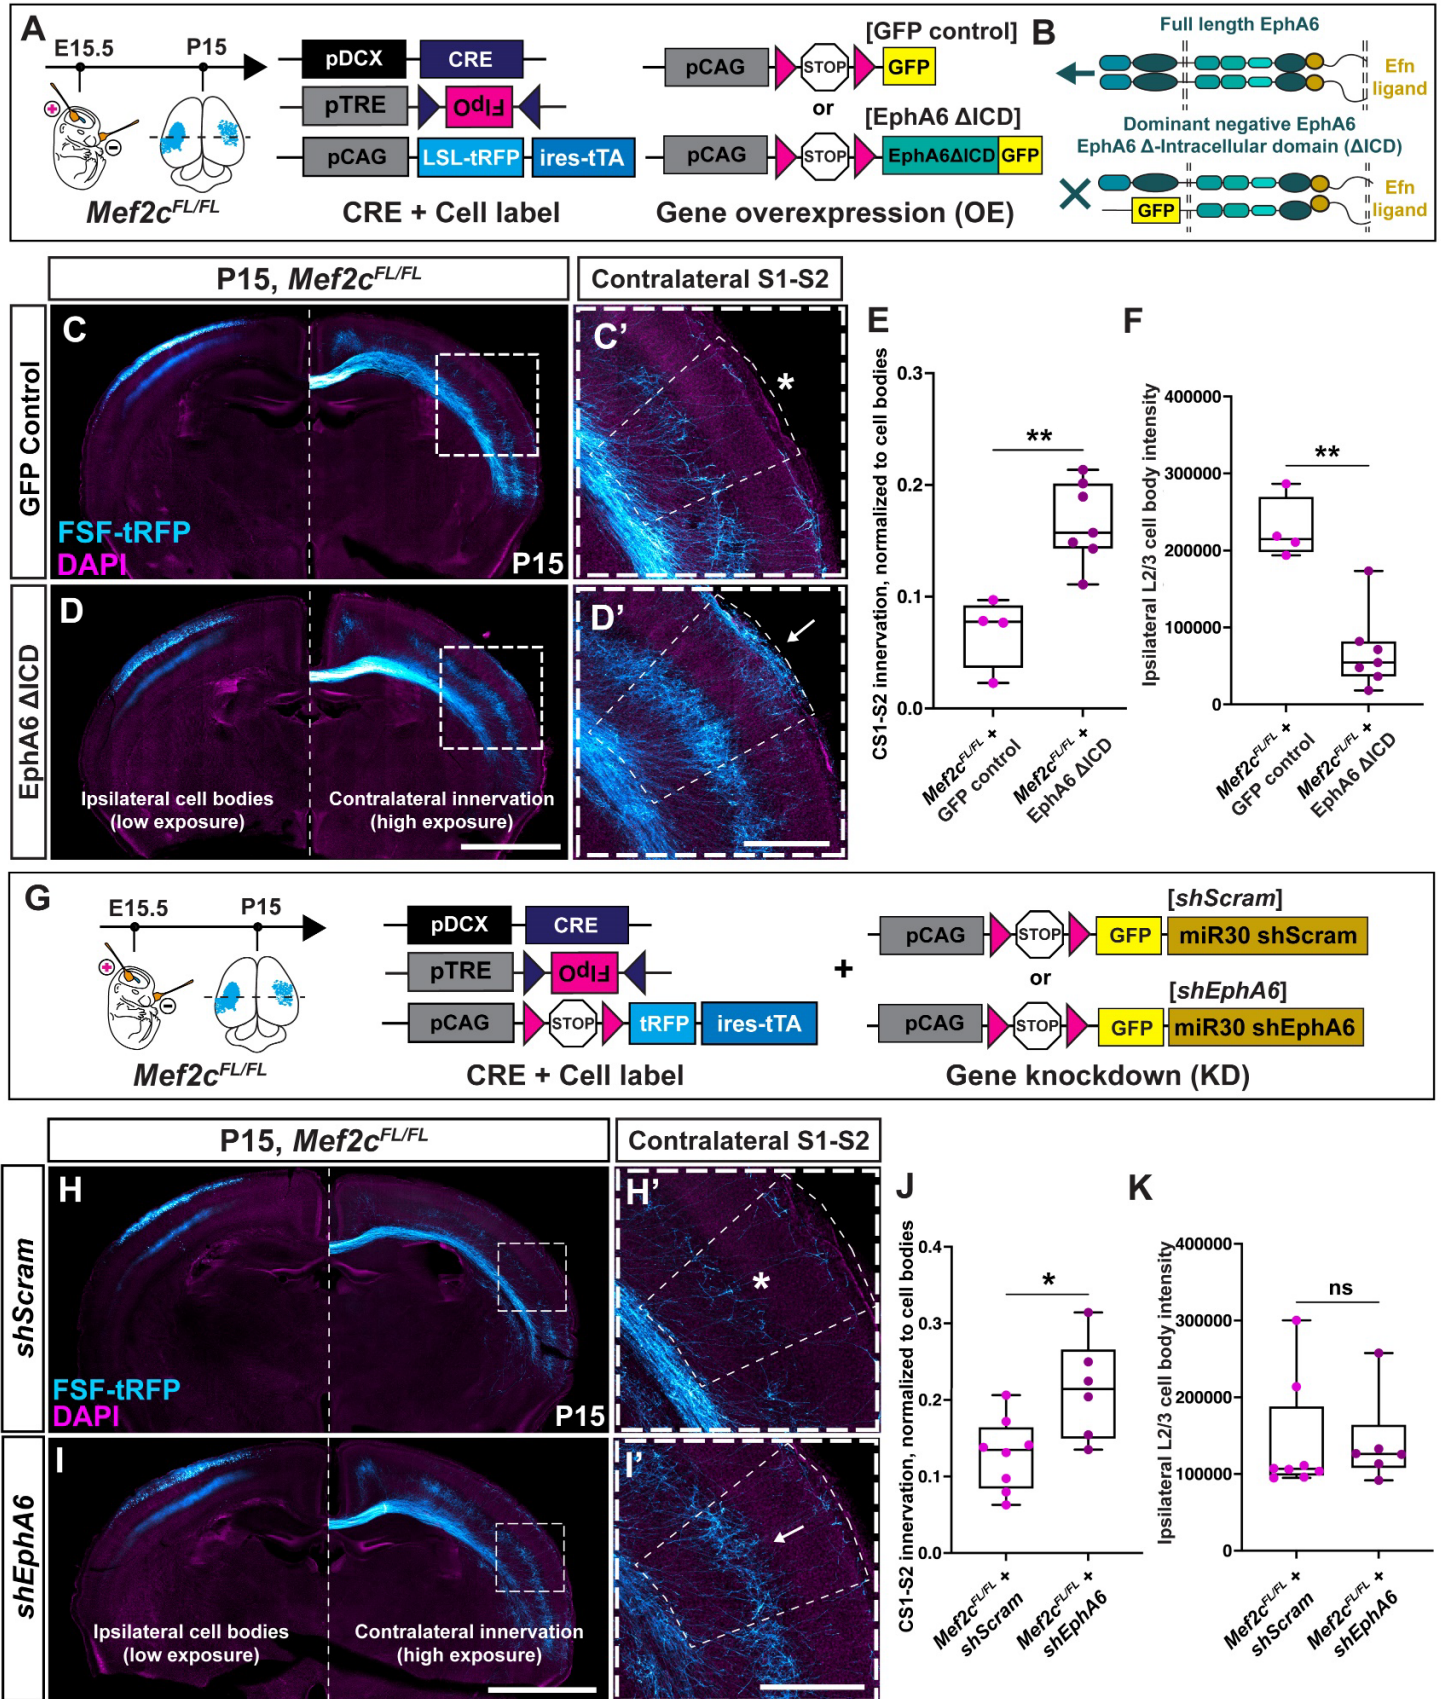 A
E15.5
P15
Mef2cFL/FL
pDCX
CRE
pTRE
FlpO
pCAG
LSL-tRFP
ires-tTA
CRE + Cell label
[GFP control]
pCAG
STOP
GFP
or
[EphA6 ΔICD]
pCAG
STOP
EphA6ΔICD
GFP
Gene overexpression (OE)
B
Full length EphA6
Efn
ligand
Dominant negative EphA6
EphA6 Δ-Intracellular domain (ΔICD)
GFP
Efn
ligand
P15, Mef2cFL/FL
Contralateral S1-S2
GFP Control
C
FSF-tRFP
DAPI
P15
C’
*
EphA6 ΔICD
D
Ipsilateral cell bodies
(low exposure)
Contralateral innervation
(high exposure)
D’
E
CS1-S2 innervation, normalized to cell bodies
0.3
0.2
0.1
0.0
**
Mef2cFL/FL +
GFP control
Mef2cFL/FL +
EphA6 ΔICD
F
Ipsilateral L2/3 cell body intensity
400000
300000
200000
100000
0
**
Mef2cFL/FL +
GFP control
Mef2cFL/FL +
EphA6 ΔICD
G
E15.5
P15
Mef2cFL/FL
pDCX
CRE
pTRE
FlpO
pCAG
STOP
tRFP
ires-tTA
CRE + Cell label
+
[shScram]
pCAG
STOP
GFP
miR30 shScram
or
[shEphA6]
pCAG
STOP
GFP
miR30 shEphA6
Gene knockdown (KD)
P15, Mef2cFL/FL
Contralateral S1-S2
shScram
H
FSF-tRFP
DAPI
P15
H’
*
shEphA6
I
Ipsilateral cell bodies
(low exposure)
Contralateral innervation
(high exposure)
I’
J
CS1-S2 innervation, normalized to cell bodies
0.4
0.3
0.2
0.1
0.0
*
Mef2cFL/FL +
shScram
Mef2cFL/FL +
shEphA6
K
Ipsilateral L2/3 cell body intensity
400000
300000
200000
100000
0
ns
Mef2cFL/FL +
shScram
Mef2cFL/FL +
shEphA6